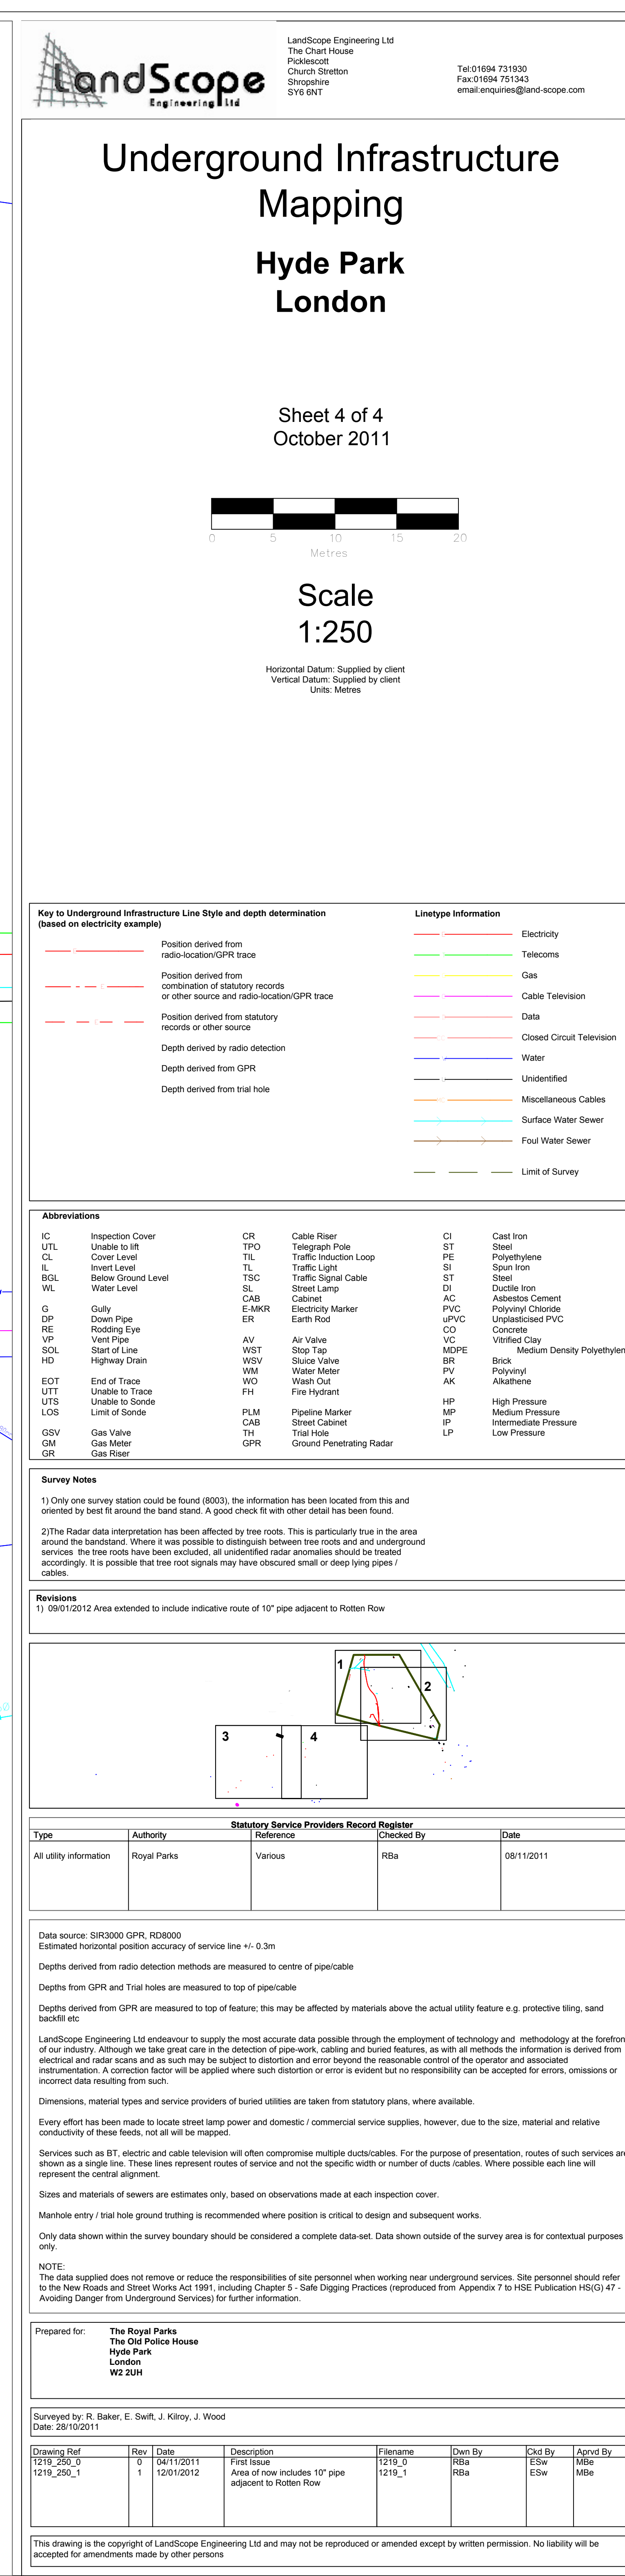 LandScope
Engineering Ltd
LandScope Engineering Ltd
The Chart House
Picklescott
Church Stretton
Shropshire
SY6 6NT
Tel:01694 731930
Fax:01694 751343
email:enquiries@land-scope.com
Underground Infrastructure
Mapping
Hyde Park
London
Sheet 4 of 4
October 2011
0 5 10 15 20
Metres
Scale
1:250
Horizontal Datum: Supplied by client
Vertical Datum: Supplied by client
Units: Metres
Key to Underground Infrastructure Line Style and depth determination
(based on electricity example)
Position derived from
radio-location/GPR trace
Position derived from
combination of statutory records
or other source and radio-location/GPR trace
Position derived from statutory
records or other source
Depth derived by radio detection
Depth derived from GPR
Depth derived from trial hole
Linetype Information
Electricity
Telecoms
Gas
Cable Television
Data
Closed Circuit Television
Water
Unidentified
Miscellaneous Cables
Surface Water Sewer
Foul Water Sewer
Limit of Survey
Abbreviations
IC Inspection Cover
UTL Unable to lift
CL Cover Level
IL Invert Level
BGL Below Ground Level
WL Water Level
G Gully
DP Down Pipe
RE Rodding Eye
VP Vent Pipe
SOL Start of Line
HD Highway Drain
EOT End of Trace
UTT Unable to Trace
UTS Unable to Sonde
LOS Limit of Sonde
GSV Gas Valve
GM Gas Meter
GR Gas Riser
CR Cable Riser
TPO Telegraph Pole
TIL Traffic Induction Loop
TL Traffic Light
TSC Traffic Signal Cable
SL Street Lamp
CAB Cabinet
E-MKR Electricity Marker
ER Earth Rod
AV Air Valve
WST Stop Tap
WSV Sluice Valve
WM Water Meter
WO Wash Out
FH Fire Hydrant
PLM Pipeline Marker
CAB Street Cabinet
TH Trial Hole
GPR Ground Penetrating Radar
CI Cast Iron
ST Steel
PE Polyethylene
SI Spun Iron
ST Steel
DI Ductile Iron
AC Asbestos Cement
PVC Polyvinyl Chloride
uPVC Unplasticised PVC
CO Concrete
VC Vitrified Clay
MDPE Medium Density Polyethylen
BR Brick
PV Polyvinyl
AK Alkathene
HP High Pressure
MP Medium Pressure
IP Intermediate Pressure
LP Low Pressure
Survey Notes
1) Only one survey station could be found (8003), the information has been located from this and
oriented by best fit around the band stand. A good check fit with other detail has been found.
2)The Radar data interpretation has been affected by tree roots. This is particularly true in the area
around the bandstand. Where it was possible to distinguish between tree roots and and underground
services the tree roots have been excluded, all unidentified radar anomalies should be treated
accordingly. It is possible that tree root signals may have obscured small or deep lying pipes /
cables.
Revisions
1) 09/01/2012 Area extended to include indicative route of 10" pipe adjacent to Rotten Row
1
2
3 4
Statutory Service Providers Record Register
Type Authority Reference Checked By Date
All utility information Royal Parks Various RBa 08/11/2011
Data source: SIR3000 GPR, RD8000
Estimated horizontal position accuracy of service line +/- 0.3m
Depths derived from radio detection methods are measured to centre of pipe/cable
Depths from GPR and Trial holes are measured to top of pipe/cable
Depths derived from GPR are measured to top of feature; this may be affected by materials above the actual utility feature e.g. protective tiling, sand
backfill etc
LandScope Engineering Ltd endeavour to supply the most accurate data possible through the employment of technology and methodology at the forefron
of our industry. Although we take great care in the detection of pipe-work, cabling and buried features, as with all methods the information is derived from
electrical and radar scans and as such may be subject to distortion and error beyond the reasonable control of the operator and associated
instrumentation. A correction factor will be applied where such distortion or error is evident but no responsibility can be accepted for errors, omissions or
incorrect data resulting from such.
Dimensions, material types and service providers of buried utilities are taken from statutory plans, where available.
Every effort has been made to locate street lamp power and domestic / commercial service supplies, however, due to the size, material and relative
conductivity of these feeds, not all will be mapped.
Services such as BT, electric and cable television will often compromise multiple ducts/cables. For the purpose of presentation, routes of such services are
shown as a single line. These lines represent routes of service and not the specific width or number of ducts /cables. Where possible each line will
represent the central alignment.
Sizes and materials of sewers are estimates only, based on observations made at each inspection cover.
Manhole entry / trial hole ground truthing is recommended where position is critical to design and subsequent works.
Only data shown within the survey boundary should be considered a complete data-set. Data shown outside of the survey area is for contextual purposes
only.
NOTE:
The data supplied does not remove or reduce the responsibilities of site personnel when working near underground services. Site personnel should refer
to the New Roads and Street Works Act 1991, including Chapter 5 - Safe Digging Practices (reproduced from Appendix 7 to HSE Publication HS(G) 47 -
Avoiding Danger from Underground Services) for further information.
Prepared for: The Royal Parks
The Old Police House
Hyde Park
London
W2 2UH
Surveyed by: R. Baker, E. Swift, J. Kilroy, J. Wood
Date: 28/10/2011
Drawing Ref Rev Date Description Filename Dwn By Ckd By Aprvd By
1219_250_0 0 04/11/2011 First Issue 1219_0 RBa ESw MBe
1219_250_1 1 12/01/2012 Area of now includes 10" pipe 1219_1 RBa ESw MBe
adjacent to Rotten Row
This drawing is the copyright of LandScope Engineering Ltd and may not be reproduced or amended except by written permission. No liability will be
accepted for amendments made by other persons